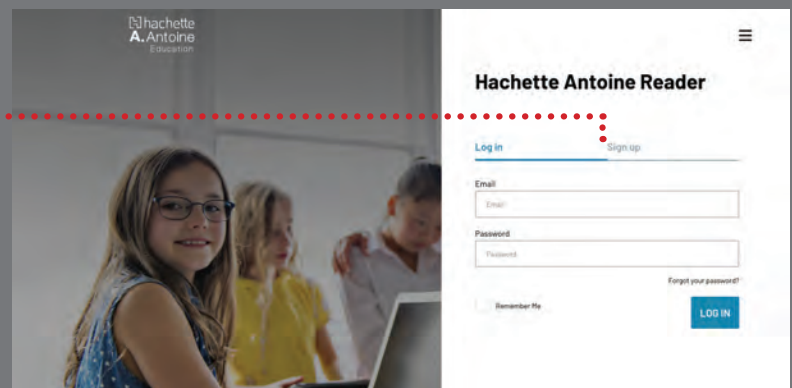 hachette
A.Antoine
Education
Hachette Antoine Reader
Log in
Sign up
Email
Email
Password
Password
Forgot your password?
Remember Me
LOG IN